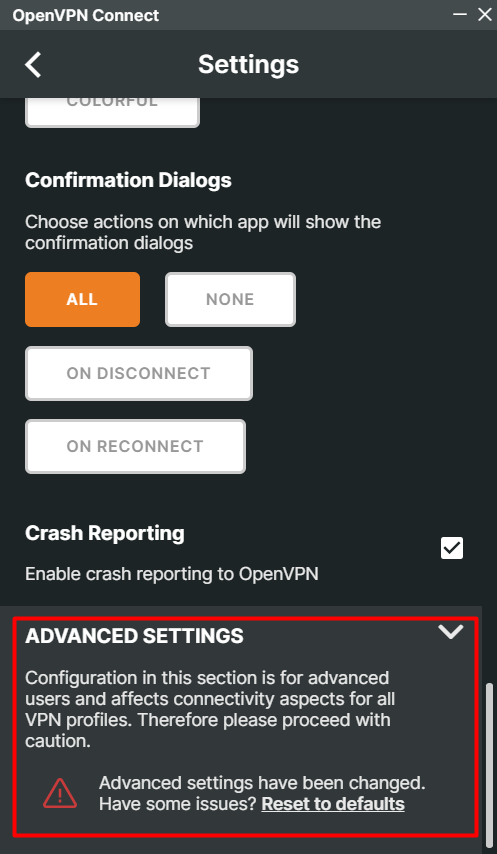 OpenVPN Connect
Settings
COLORFUL
Confirmation Dialogs
Choose actions on which app will show the
confirmation dialogs
ALL
NONE
ON DISCONNECT
ON RECONNECT
Crash Reporting
Enable crash reporting to OpenVPN
ADVANCED SETTINGS
Configuration in this section is for advanced
users and affects connectivity aspects for all
VPN profiles. Therefore please proceed with
caution.
Advanced settings have been changed.
Have some issues? Reset to defaults